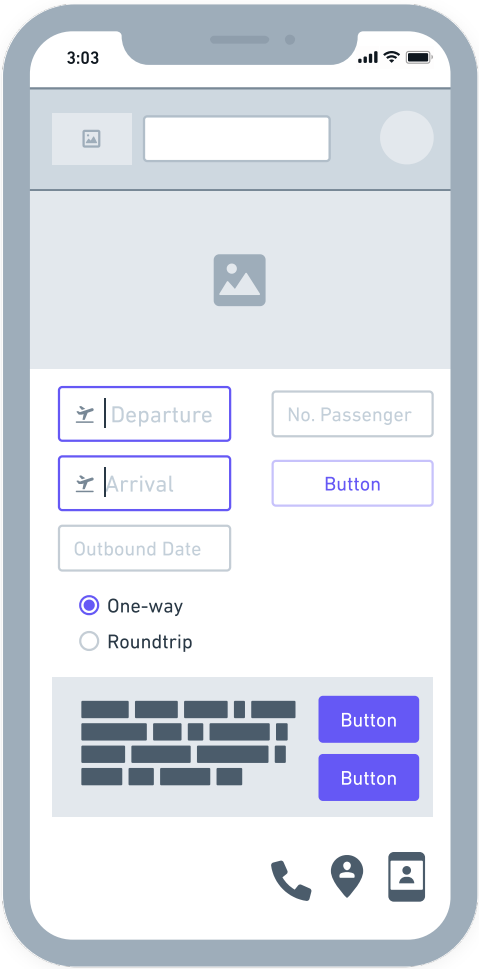 3:03
Departure
No. Passenger
Arrival
Button
Outbound Date
One-way
Roundtrip
Button
Button